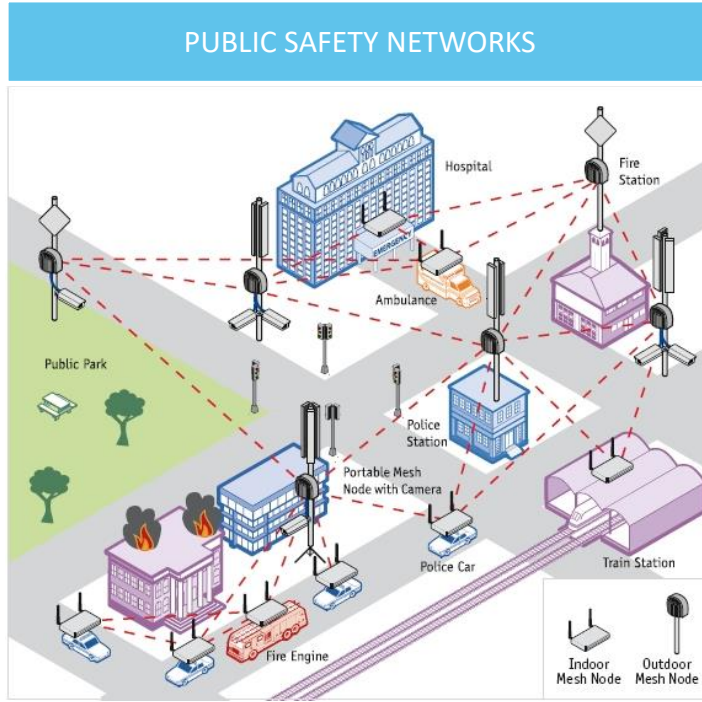 PUBLIC SAFETY NETWORKS
Hospital
Fire
Station
EMERGENCY
Ambulance
Public Park
Police
Station
Portable Mesh
Node with Camera
Police Car
Train Station
Fire Engine
Indoor
Mesh Node
Outdoor
Mesh Node